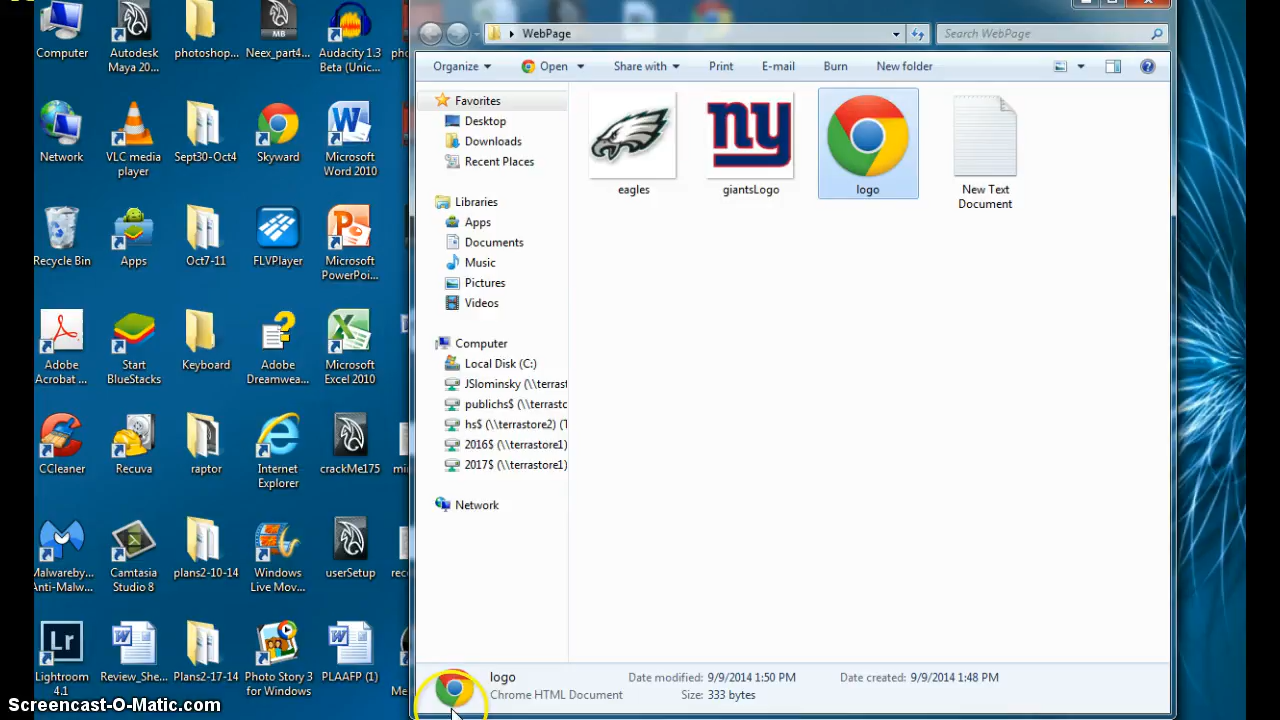 Computer
Autodesk
Maya 20...
photoshop...
Neex_part4...
Audacity 1.3
Beta (Unic...
Network
VLC media
player
Sept30-Oct4
Skyward
Microsoft
Word 2010
Recycle Bin
Apps
Oct7-11
FLVPlayer
Microsoft
PowerPoi...
Adobe
Acrobat ...
Start
BlueStacks
Keyboard
Adobe
Dreamwea...
Microsoft
Excel 2010
CCleaner
Recuva
raptor
Internet
Explorer
crackMe175
Malwareby...
Anti-Malw...
Camtasia
Studio 8
plans2-10-14
Windows
Live Mov...
userSetup
Lr
Lightroom
4.1
Review_She...
Plans2-17-14
Photo Story 3
for Windows
PLAAFP (1)
MB
WebPage
Search WebPage
Organize
Open
Share with
Print
E-mail
Burn
New folder
Favorites
Desktop
Downloads
Recent Places
Libraries
Apps
Documents
Music
Pictures
Videos
Computer
Local Disk (C:)
JSlominsky (\\terrast
publichs$ (\\terrastc
hs$ (\\terrastore2) (T
2016$ (\\terrastore1)
2017$ (\\terrastore1)
Network
eagles
ny
giantsLogo
logo
New Text
Document
logo
Chrome HTML Document
Date modified: 9/9/2014 1:50 PM
Size: 333 bytes
Date created: 9/9/2014 1:48 PM
Screencast-O-Matic.com